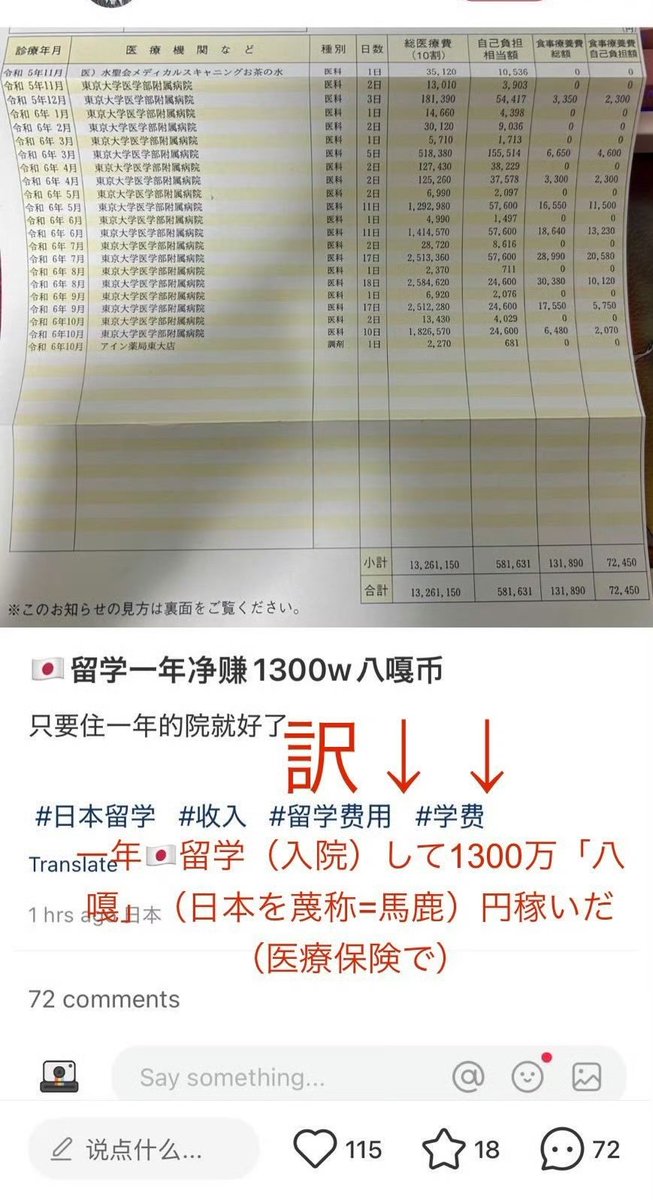 円)
診療年月 医療機関など 種別 日数 総医療費(10割) 自己負担相当額 食事療養費総額 食事療養費自己負担額
令和 5年11月 医)水聖会メディカルスキャニングお茶の水 医科 1日 35,120 10,536 0 0
令和 5年11月 東京大学医学部附属病院 医科 2日 13,010 3,903 0 0
令和 5年12月 東京大学医学部附属病院 医科 3日 181,390 54,417 3,350 2,300
令和 6年 1月 東京大学医学部附属病院 医科 1日 14,660 4,398 0 0
令和 6年 2月 東京大学医学部附属病院 医科 2日 30,120 9,036 0 0
令和 6年 3月 東京大学医学部附属病院 医科 1日 5,710 1,713 0 0
令和 6年 3月 東京大学医学部附属病院 医科 5日 518,380 155,514 6,650 4,600
令和 6年 4月 東京大学医学部附属病院 医科 2日 127,430 38,229 0 0
令和 6年 4月 東京大学医学部附属病院 医科 2日 125,260 37,578 3,300 2,300
令和 6年 5月 東京大学医学部附属病院 医科 2日 6,990 2,097 0 0
令和 6年 5月 東京大学医学部附属病院 医科 11日 1,292,980 57,600 16,550 11,500
令和 6年 6月 東京大学医学部附属病院 医科 1日 4,990 1,497 0 0
令和 6年 6月 東京大学医学部附属病院 医科 11日 1,414,570 57,600 18,640 13,230
令和 6年 7月 東京大学医学部附属病院 医科 2日 28,720 8,616 0 0
令和 6年 7月 東京大学医学部附属病院 医科 17日 2,513,360 57,600 28,990 20,580
令和 6年 8月 東京大学医学部附属病院 医科 1日 2,370 711 0 0
令和 6年 8月 東京大学医学部附属病院 医科 18日 2,584,620 24,600 30,380 10,120
令和 6年 9月 東京大学医学部附属病院 医科 1日 6,920 2,076 0 0
令和 6年 9月 東京大学医学部附属病院 医科 17日 2,512,280 24,600 17,550 5,750
令和 6年10月 東京大学医学部附属病院 医科 2日 13,430 4,029 0 0
令和 6年10月 東京大学医学部附属病院 医科 10日 1,826,570 24,600 6,480 2,070
令和 6年10月 アイン薬局東大店 調剤 1日 2,270 681 0 0
小計 13,261,150 581,631 131,890 72,450
合計 13,261,150 581,631 131,890 72,450
※このお知らせの見方は裏面をご覧ください。
🇯🇵留学一年净赚1300w八嘎币
只要住一年的院就好了
訳↓ ↓
#日本留学 #收入 #留学费用 #学费
Translate
一年🇯🇵留学(入院)して1300万「八
嘎」(日本を蔑称=馬鹿)円稼いだ
(医療保険で)
1 hrs ago 日本
72 comments
Say something...
说点什么...
115
18
72